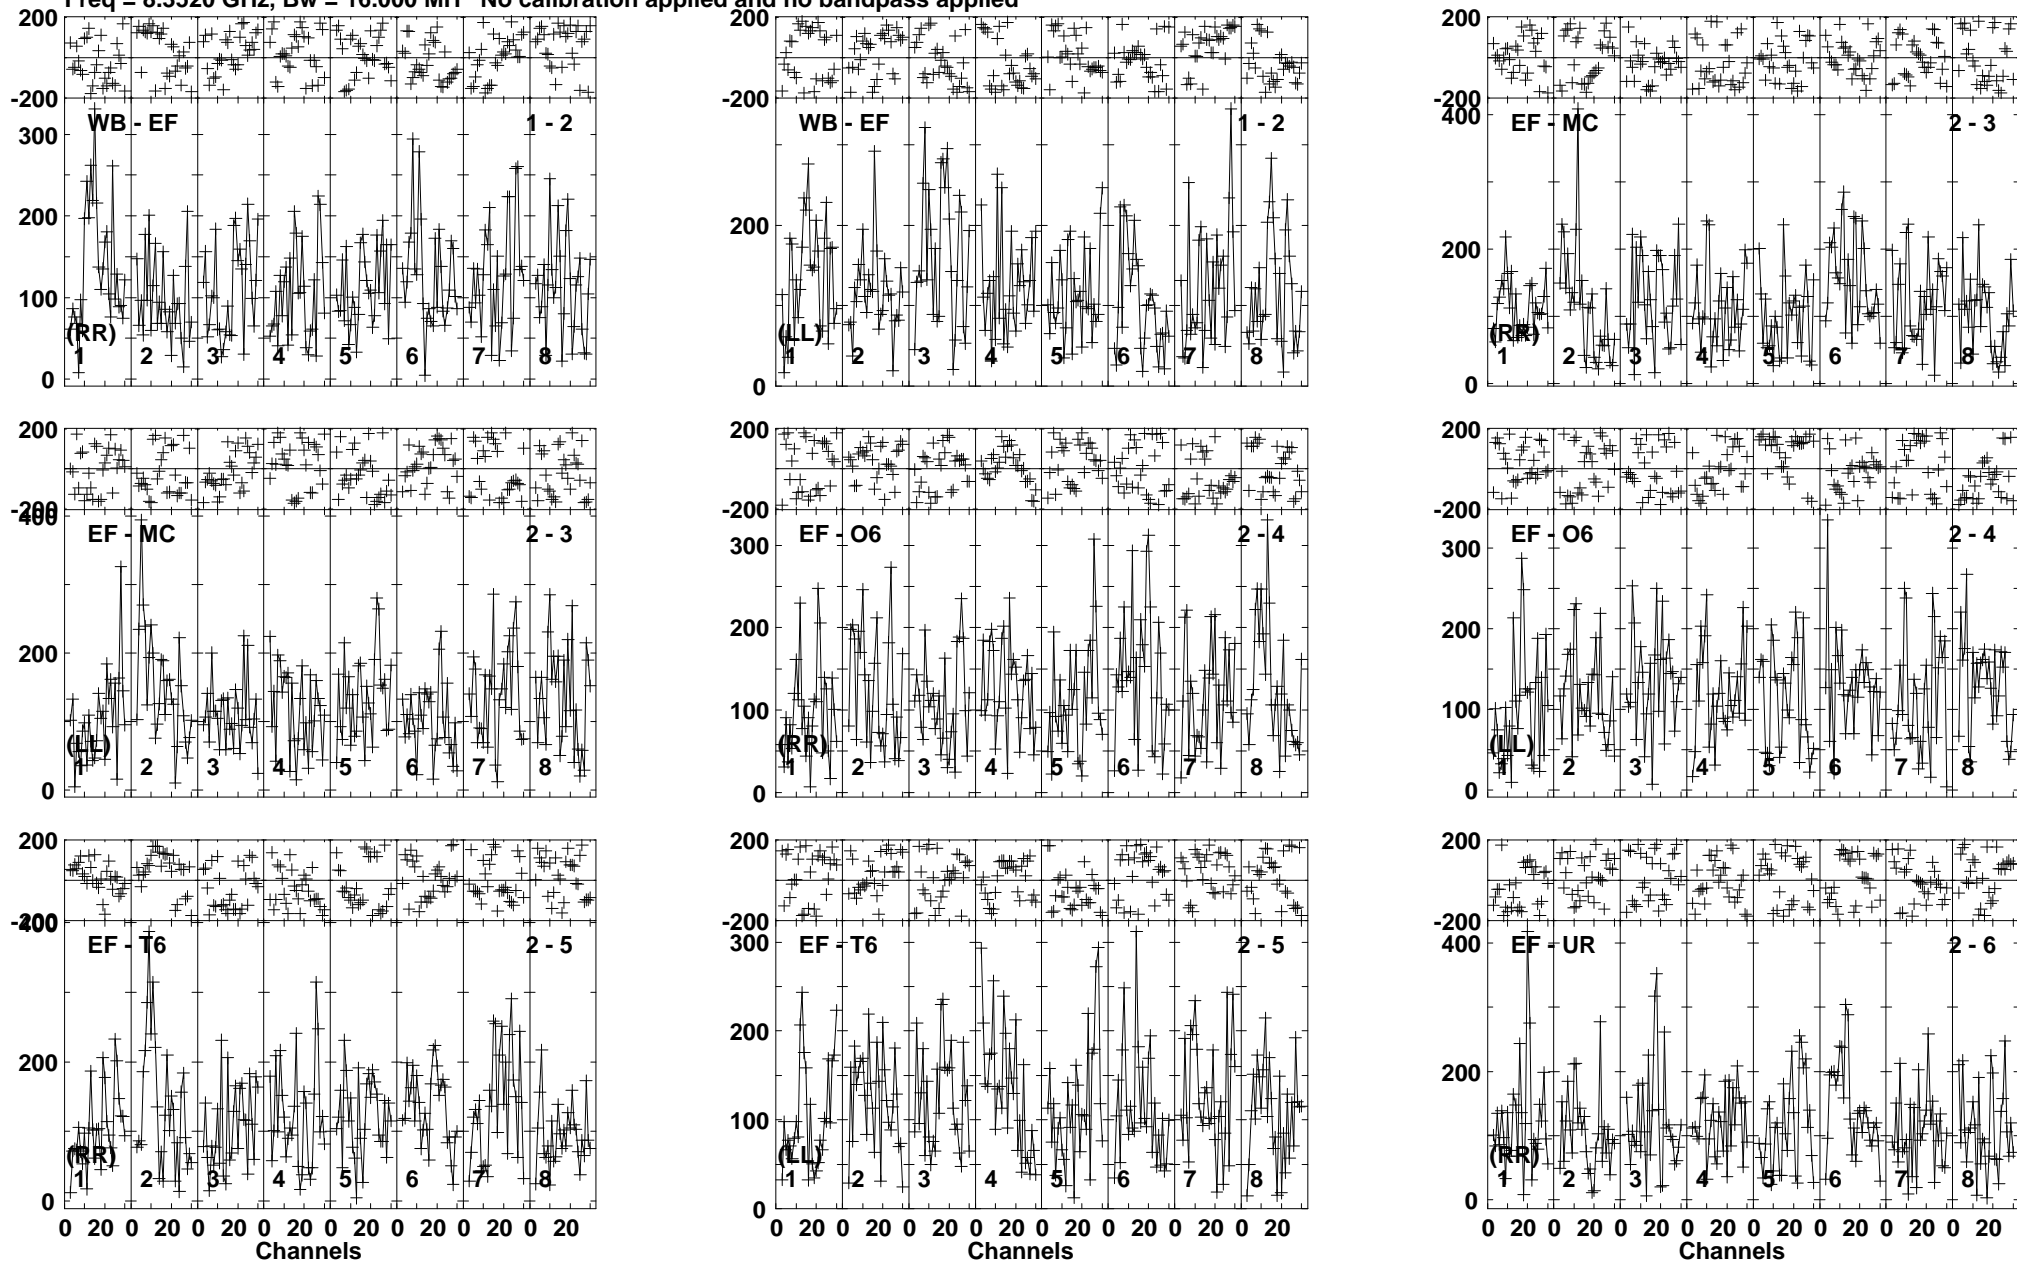 Freq = 8.3520 GHz, Bw = 16.000 MH No calibration applied and no bandpass applied
200 200 200
-200 -200 -200
WB - EF 1 - 2 WB - EF 1 - 2 EF - MC 2 - 3
300 400
200 200 200
100
0 0 0
(RR) (LL) (RR)
1 2 3 4 5 6 7 8 1 2 3 4 5 6 7 8 1 2 3 4 5 6 7 8
200 200 200
-200 -200 -200
400
EF - MC 2 - 3 EF - O6 2 - 4 EF - O6 2 - 4
300 300
200 200 200
100 100
0 0 0
(LL) (RR) (LL)
1 2 3 4 5 6 7 8 1 2 3 4 5 6 7 8 1 2 3 4 5 6 7 8
200 200 200
-200 -200 -200
400
EF - T6 2 - 5 EF - T6 2 - 5 EF - UR 2 - 6
300 400
200 200 200
100
0 0 0
(RR) (LL) (RR)
1 2 3 4 5 6 7 8 1 2 3 4 5 6 7 8 1 2 3 4 5 6 7 8
0 20 0 20 0 20 0 20 0 20 0 20 0 20 0 20 0 20 0 20 0 20 0 20 0 20 0 20 0 20 0 20 0 20 0 20 0 20 0 20 0 20 0 20 0 20 0 20
Channels Channels Channels